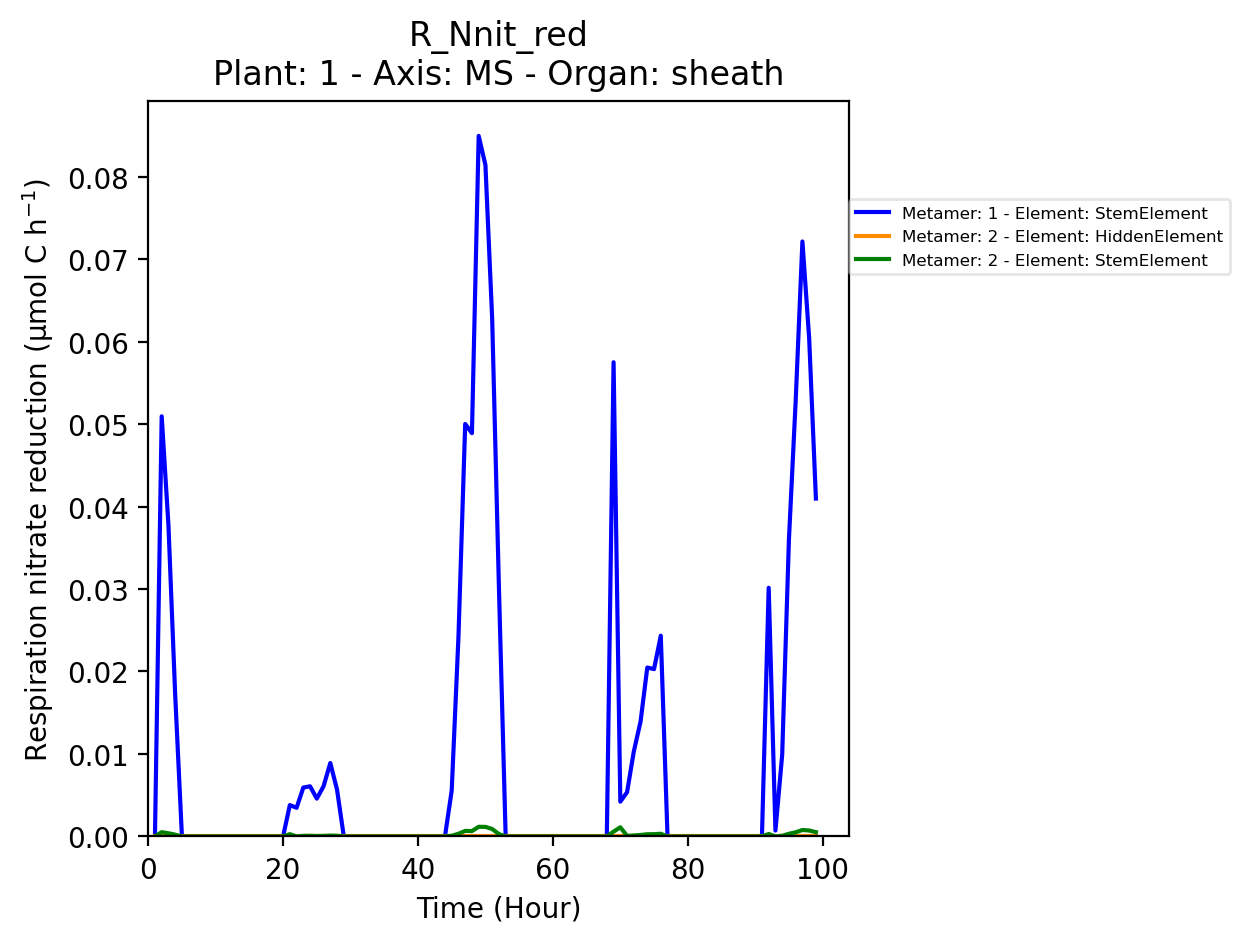 R_Nnit_red
Plant: 1 - Axis: MS - Organ: sheath
Respiration nitrate reduction (µmol C h⁻¹)
0.08
0.07
0.06
0.05
0.04
0.03
0.02
0.01
0.00
0 20 40 60 80 100
Time (Hour)
Metamer: 1 - Element: StemElement
Metamer: 2 - Element: HiddenElement
Metamer: 2 - Element: StemElement